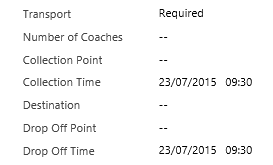 Transport Required
Number of Coaches --
Collection Point --
Collection Time 23/07/2015 09:30
Destination --
Drop Off Point --
Drop Off Time 23/07/2015 09:30